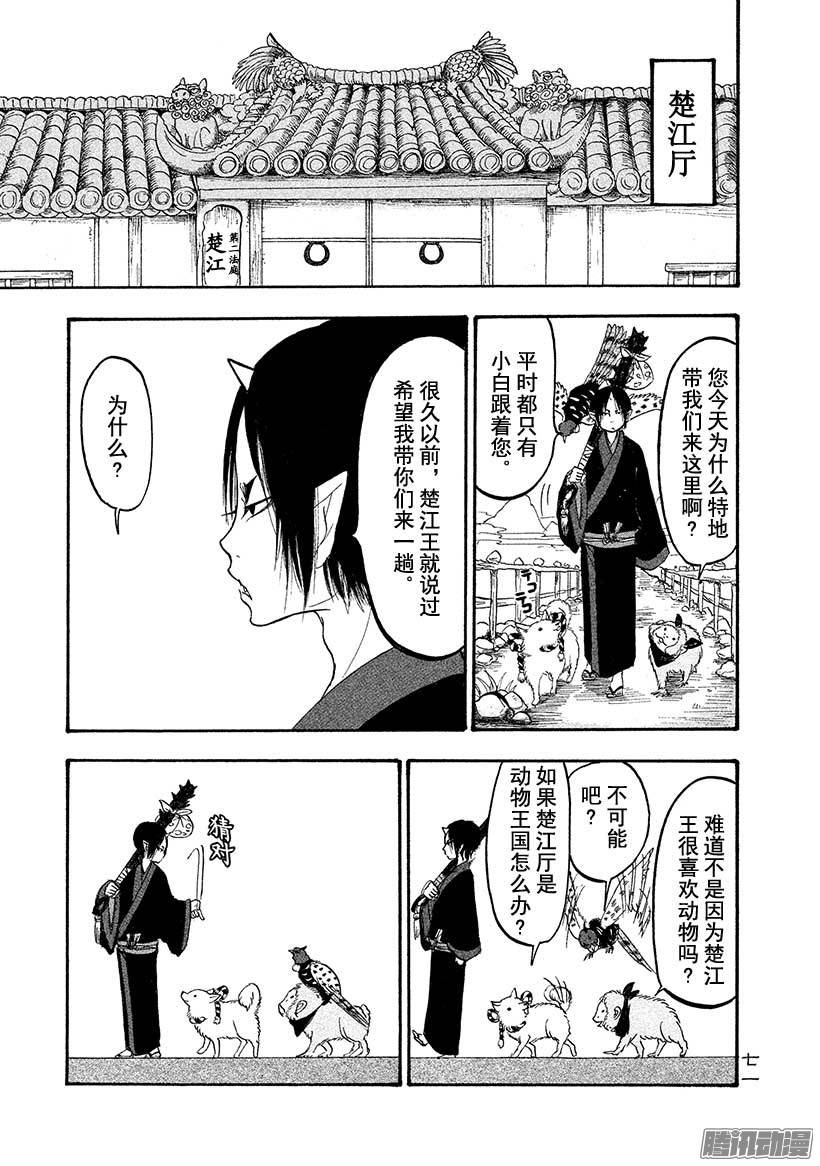 楚江厅
第二法庭
楚江
您今天为什么特地
带我们来这里啊？
平时都只有
小白跟着您。
テコ
テコ
很久以前，楚江王就说过
希望我带你们来一趟。
为什么？
难道不是因为楚江
王很喜欢动物吗？
不可能
吧？
如果楚江厅是
动物王国怎么办？
猜对
七一
腾讯动漫